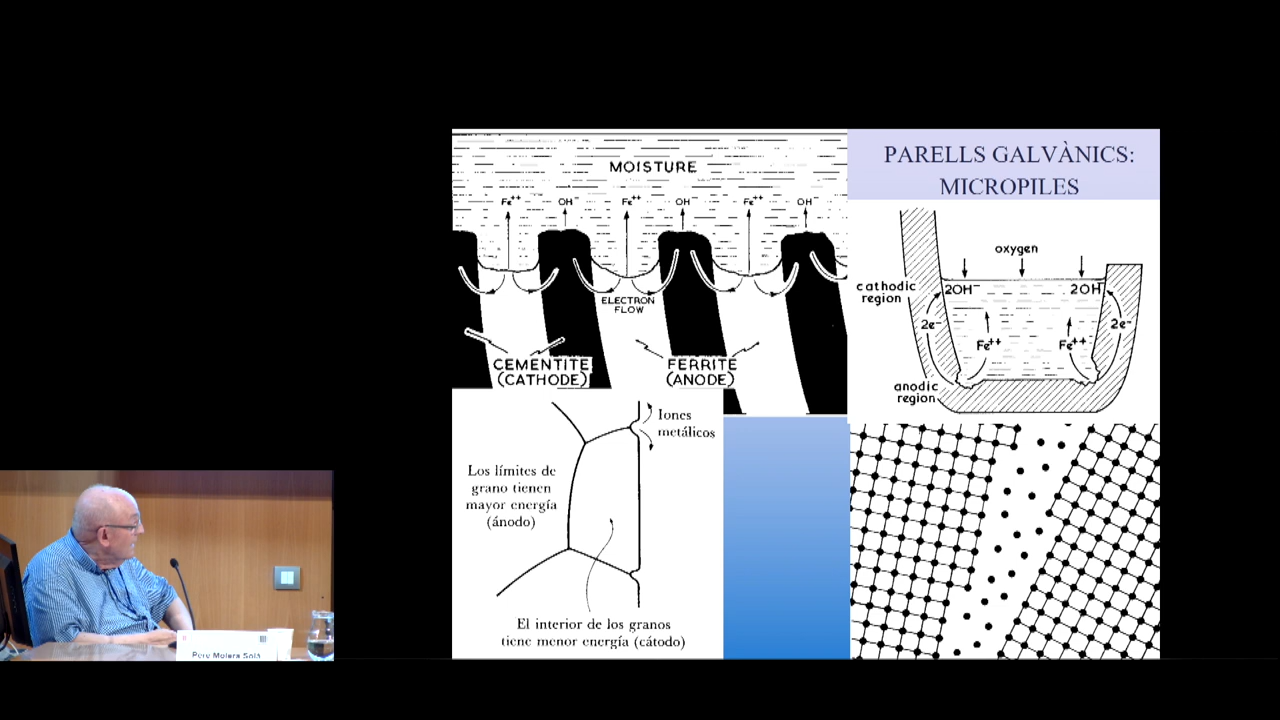 PARELLS GALVÀNICS:
MICROPILES
MOISTURE
Fe++ OH- Fe++ OH- Fe++ OH-
ELECTRON
FLOW
CEMENTITE
(CATHODE)
FERRITE
(ANODE)
oxygen
cathodic
region
2OH- 2OH
2e- 2e-
Fe++ Fe++
anodic
region
Iones
metálicos
Los límites de
grano tienen
mayor energía
(ánodo)
El interior de los granos
tiene menor energía (cátodo)
Pere Molera Solà